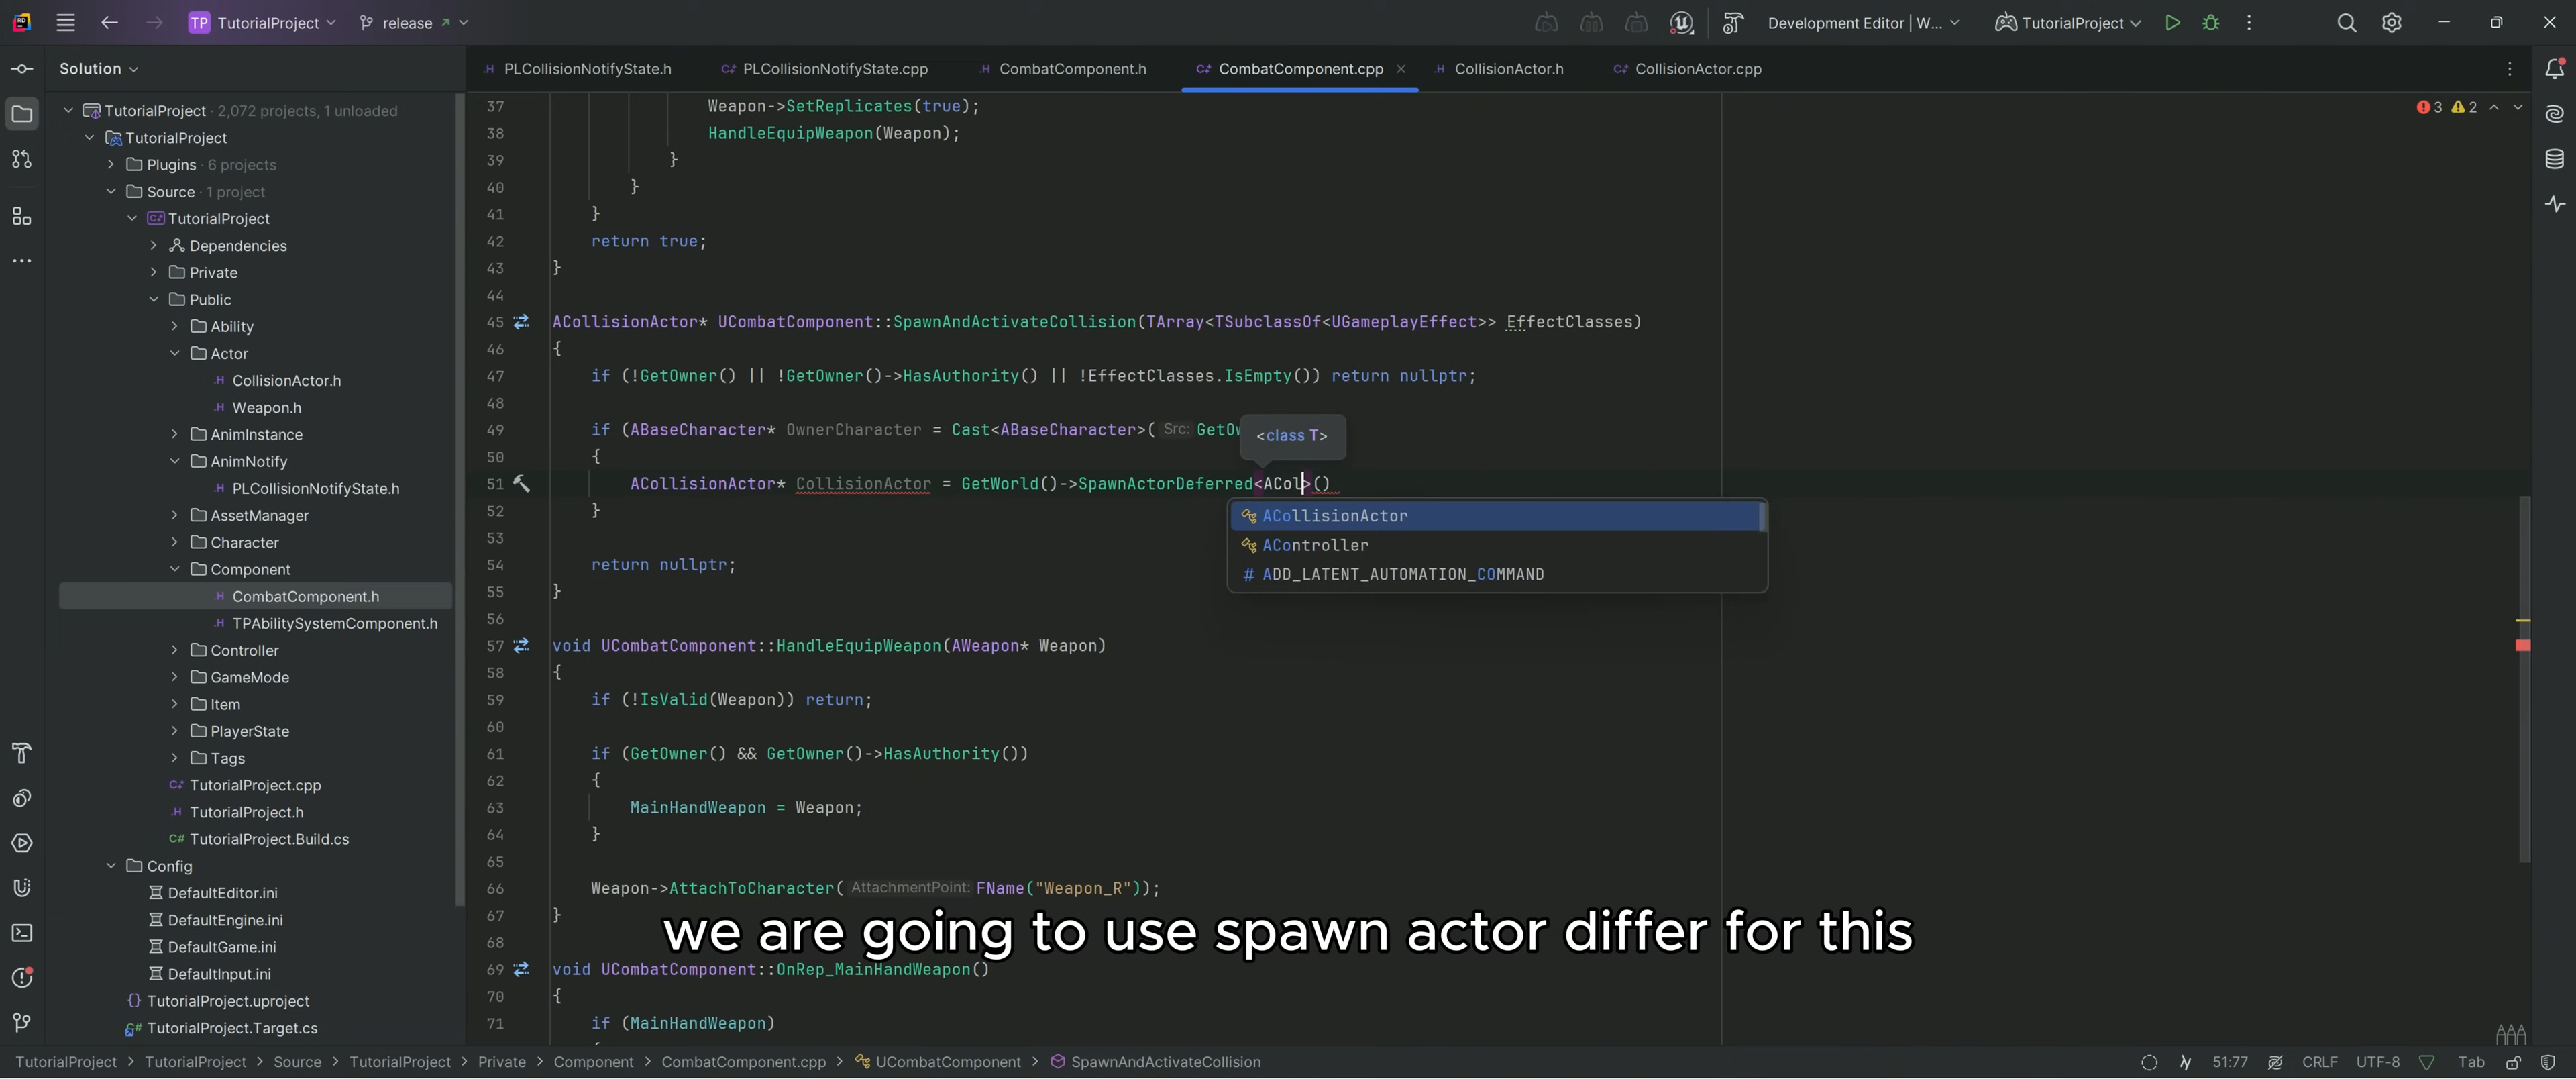 TP TutorialProject release Development Editor | W... TutorialProject
Solution
PLCollisionNotifyState.h PLCollisionNotifyState.cpp CombatComponent.h CombatComponent.cpp CollisionActor.h CollisionActor.cpp
TutorialProject · 2,072 projects, 1 unloaded
TutorialProject
Plugins · 6 projects
Source · 1 project
TutorialProject
Dependencies
Private
Public
Ability
Actor
CollisionActor.h
Weapon.h
AnimInstance
AnimNotify
PLCollisionNotifyState.h
AssetManager
Character
Component
CombatComponent.h
TPAbilitySystemComponent.h
Controller
GameMode
Item
PlayerState
Tags
TutorialProject.cpp
TutorialProject.h
TutorialProject.Build.cs
Config
DefaultEditor.ini
DefaultEngine.ini
DefaultGame.ini
DefaultInput.ini
TutorialProject.uproject
TutorialProject.Target.cs
3 2
37 Weapon->SetReplicates(true);
38 HandleEquipWeapon(Weapon);
39 }
40 }
41 }
42 return true;
43 }
44
45 ACollisionActor* UCombatComponent::SpawnAndActivateCollision(TArray<TSubclassOf<UGameplayEffect>> EffectClasses)
46 {
47 if (!GetOwner() || !GetOwner()->HasAuthority() || !EffectClasses.IsEmpty()) return nullptr;
48
49 if (ABaseCharacter* OwnerCharacter = Cast<ABaseCharacter>( Src: GetOw
<class T>
50 {
51 ACollisionActor* CollisionActor = GetWorld()->SpawnActorDeferred<ACol>()
ACollisionActor
AController
# ADD_LATENT_AUTOMATION_COMMAND
52 }
53
54 return nullptr;
55 }
56
57 void UCombatComponent::HandleEquipWeapon(AWeapon* Weapon)
58 {
59 if (!IsValid(Weapon)) return;
60
61 if (GetOwner() && GetOwner()->HasAuthority())
62 {
63 MainHandWeapon = Weapon;
64 }
65
66 Weapon->AttachToCharacter( AttachmentPoint: FName("Weapon_R"));
67 }
we are going to use spawn actor differ for this
68
69 void UCombatComponent::OnRep_MainHandWeapon()
70 {
71 if (MainHandWeapon)
TutorialProject > TutorialProject > Source > TutorialProject > Private > Component > CombatComponent.cpp > UCombatComponent > SpawnAndActivateCollision 51:77 CRLF UTF-8 Tab